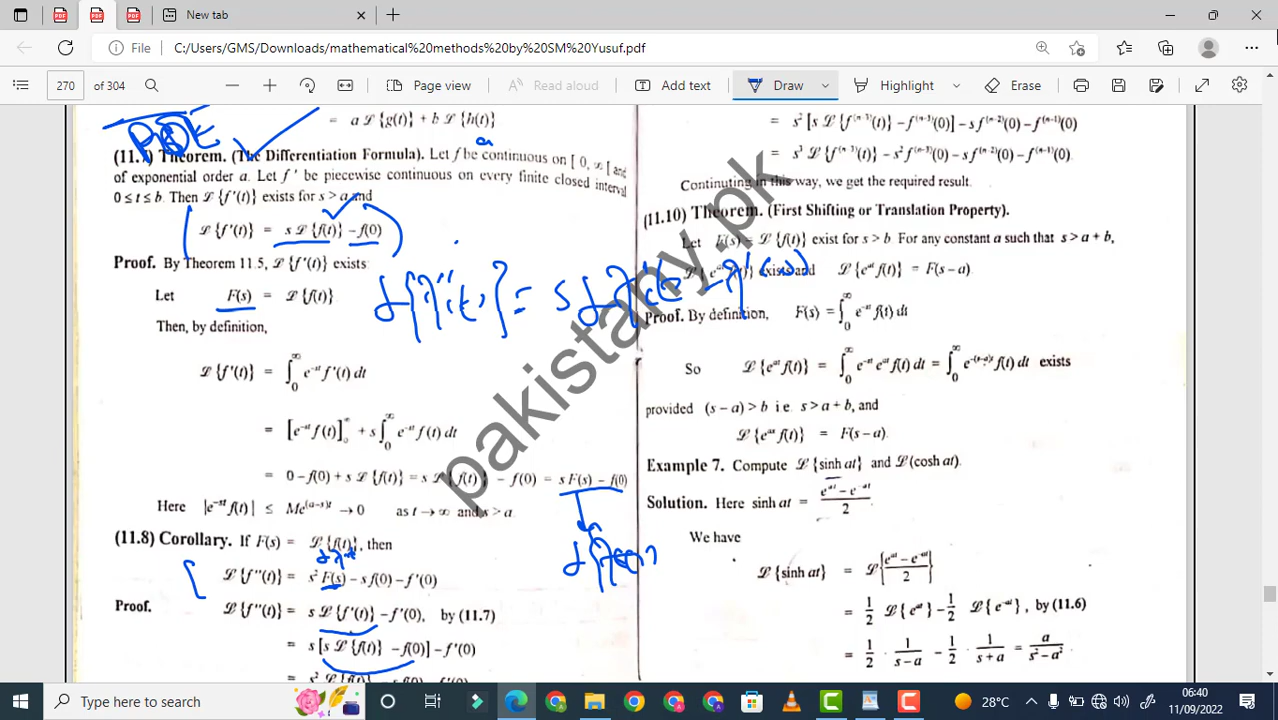 New tab
File
C:/Users/GMS/Downloads/mathematical%20methods%20by%20SM%20Yusuf.pdf
270 of 304
Page view
Read aloud
Add text
Draw
Highlight
Erase
PDE
= a ℒ {g(t)} + b ℒ {h(t)}
(11.7) Theorem. (The Differentiation Formula). Let f be continuous on [ 0, ∞ [ and
of exponential order a. Let f ' be piecewise continuous on every finite closed interval
0 ≤ t ≤ b. Then ℒ {f '(t)} exists for s > a and
ℒ {f '(t)} = s ℒ {f(t)} − f(0)
Proof. By Theorem 11.5, ℒ {f '(t)} exists
Let F(s) = ℒ {f(t)}
Then, by definition,
ℒ {f '(t)} = ∫₀^∞ e^{−st} f '(t) dt
= [e^{−st} f(t)]₀^∞ + s ∫₀^∞ e^{−st} f(t) dt
= 0 − f(0) + s ℒ {f(t)} = s ℒ {f(t)} − f(0) = s F(s) − f(0)
Here |e^{−st} f(t)| ≤ Me^{(a−s)t} → 0 as t → ∞ and s > a.
(11.8) Corollary. If F(s) = ℒ {f(t)}, then
ℒ {f ''(t)} = s² F(s) − s f(0) − f '(0)
Proof. ℒ {f ''(t)} = s ℒ {f '(t)} − f '(0), by (11.7)
= s [s ℒ {f(t)} − f(0)] − f '(0)
= s² [s ℒ {f^{(n−3)}(t)} − f^{(n−3)}(0)] − s f^{(n−2)}(0) − f^{(n−1)}(0)
= s³ ℒ {f^{(n−3)}(t)} − s² f^{(n−3)}(0) − s f^{(n−2)}(0) − f^{(n−1)}(0).
Continuing in this way, we get the required result.
(11.10) Theorem. (First Shifting or Translation Property).
Let F(s) = ℒ {f(t)} exist for s > b For any constant a such that s > a + b,
exists and ℒ {e^{at} f(t)} = F(s − a).
Proof. By definition, F(s) = ∫₀^∞ e^{−st} f(t) dt
So ℒ {e^{at} f(t)} = ∫₀^∞ e^{−st} e^{at} f(t) dt = ∫₀^∞ e^{−(s−a)t} f(t) dt exists
provided (s − a) > b i.e. s > a + b, and
ℒ {e^{at} f(t)} = F(s − a).
Example 7. Compute ℒ {sinh at} and ℒ(cosh at).
Solution. Here sinh at = (e^{at} − e^{−at})/2
We have
ℒ {sinh at} = ℒ{(e^{at} − e^{−at})/2}
= 1/2 ℒ{ e^{at}} − 1/2 ℒ{ e^{−at}}, by (11.6)
= 1/2 · 1/(s − a) − 1/2 · 1/(s + a) = a/(s² − a²)
pakistany.pk
Type here to search
28°C
06:40
11/09/2022